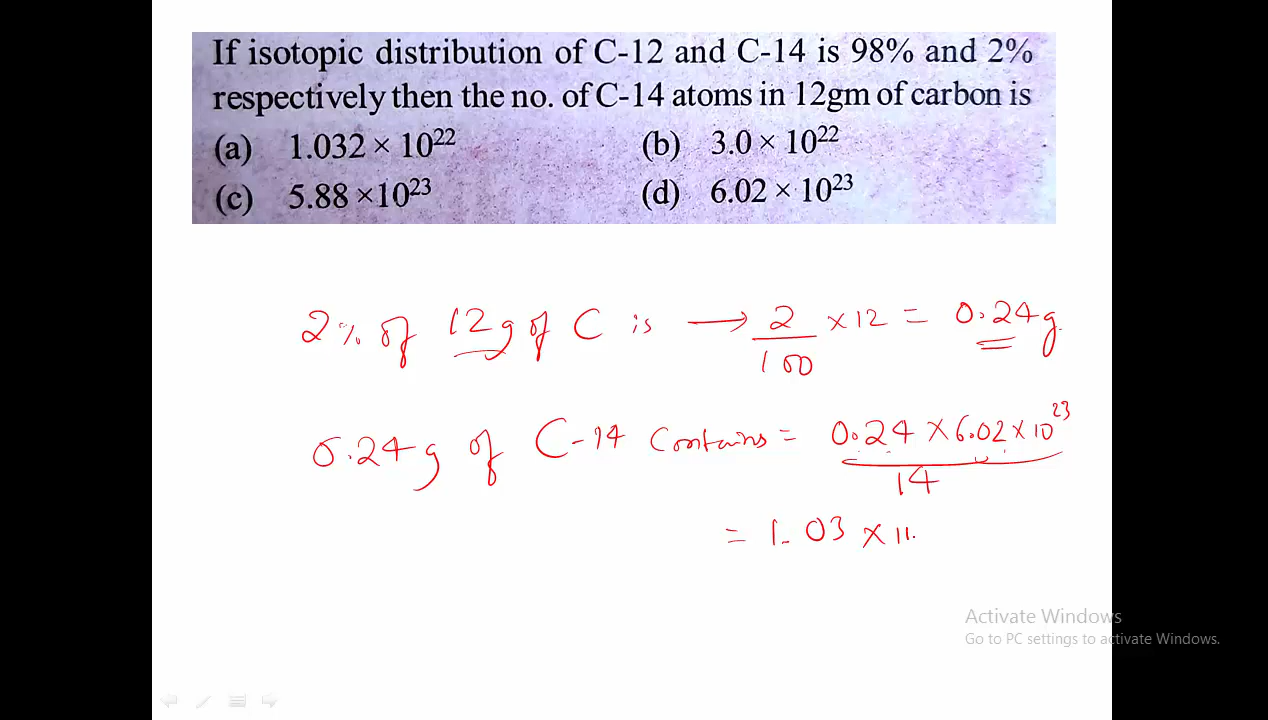 If isotopic distribution of C-12 and C-14 is 98% and 2%
respectively then the no. of C-14 atoms in 12gm of carbon is
(a) 1.032 × 10²² (b) 3.0 × 10²²
(c) 5.88 ×10²³ (d) 6.02 × 10²³
2% of 12g of C is → 2/100 × 12 = 0.24g
0.24g of C-14 Contains = 0.24 × 6.02 × 10²³ / 14
= 1.03 ×
Activate Windows
Go to PC settings to activate Windows.